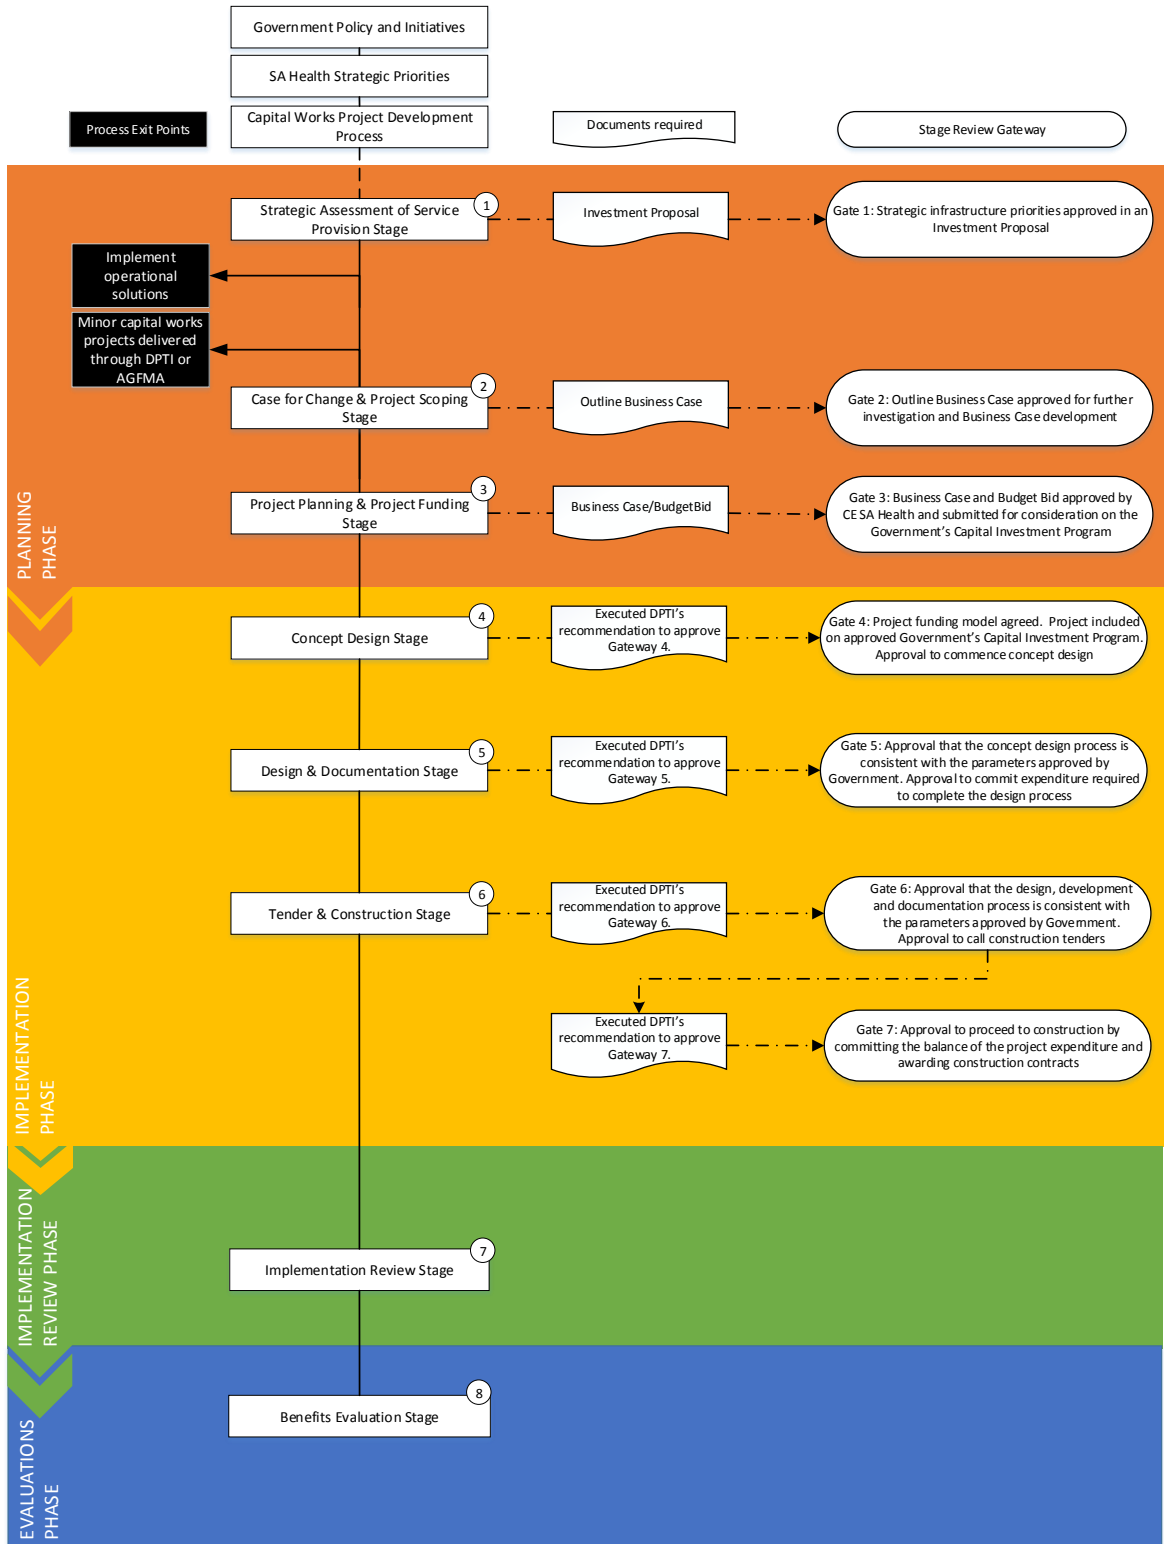 Government Policy and Initiatives
SA Health Strategic Priorities
Process Exit Points
Capital Works Project Development
Process
Documents required
Stage Review Gateway
Strategic Assessment of Service
Provision Stage
1
Investment Proposal
Gate 1: Strategic infrastructure priorities approved in an
Investment Proposal
Implement
operational
solutions
Minor capital works
projects delivered
through DPTI or
AGFMA
Case for Change & Project Scoping
Stage
2
Outline Business Case
Gate 2: Outline Business Case approved for further
investigation and Business Case development
Project Planning & Project Funding
Stage
3
Business Case/BudgetBid
Gate 3: Business Case and Budget Bid approved by
CE SA Health and submitted for consideration on the
Government's Capital Investment Program
PLANNING
PHASE
Concept Design Stage
4
Executed DPTI's
recommendation to approve
Gateway 4.
Gate 4: Project funding model agreed. Project included
on approved Government's Capital Investment Program.
Approval to commence concept design
Design & Documentation Stage
5
Executed DPTI's
recommendation to approve
Gateway 5.
Gate 5: Approval that the concept design process is
consistent with the parameters approved by
Government. Approval to commit expenditure required
to complete the design process
Tender & Construction Stage
6
Executed DPTI's
recommendation to approve
Gateway 6.
Gate 6: Approval that the design, development
and documentation process is consistent with
the parameters approved by Government.
Approval to call construction tenders
Executed DPTI's
recommendation to approve
Gateway 7.
Gate 7: Approval to proceed to construction by
committing the balance of the project expenditure and
awarding construction contracts
IMPLEMENTATION
PHASE
Implementation Review Stage
7
IMPLEMENTATION
REVIEW PHASE
Benefits Evaluation Stage
8
EVALUATIONS
PHASE